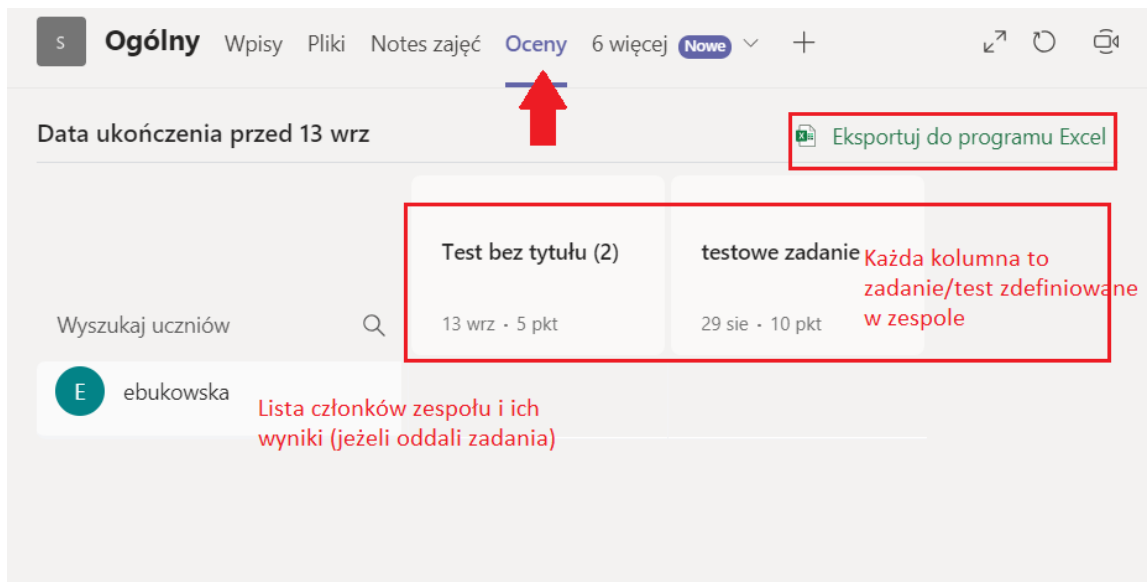 S Ogólny Wpisy Pliki Notes zajęć Oceny 6 więcej Nowe
Data ukończenia przed 13 wrz
Eksportuj do programu Excel
Test bez tytułu (2)
testowe zadanie
Każda kolumna to
zadanie/test zdefiniowane
w zespole
Wyszukaj uczniów
13 wrz · 5 pkt
29 sie · 10 pkt
E ebukowska
Lista członków zespołu i ich
wyniki (jeżeli oddali zadania)